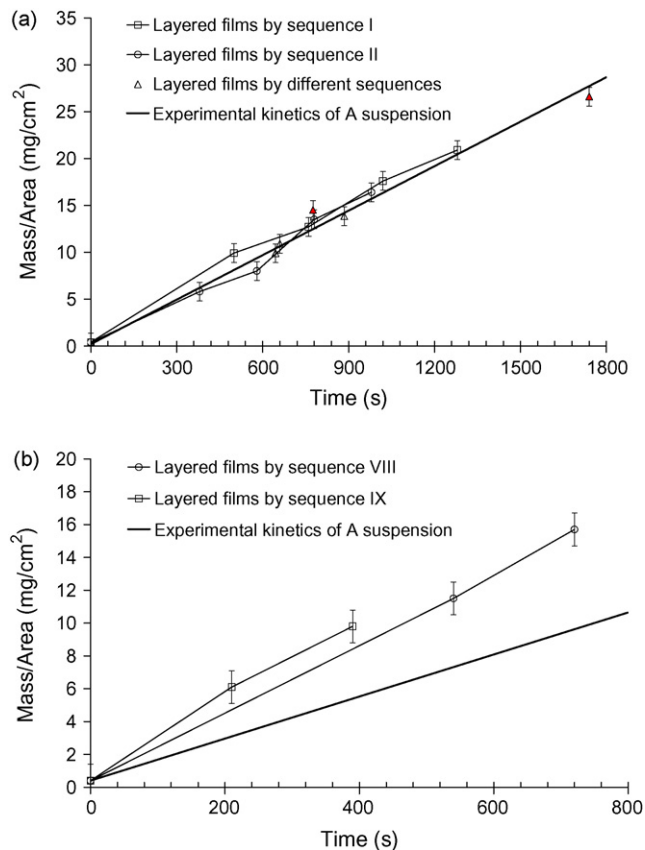 (a)
Layered films by sequence I
Layered films by sequence II
Layered films by different sequences
Experimental kinetics of A suspension
Mass/Area (mg/cm²)
35
30
25
20
15
10
5
0
0 300 600 900 1200 1500 1800
Time (s)
(b)
Layered films by sequence VIII
Layered films by sequence IX
Experimental kinetics of A suspension
Mass/Area (mg/cm²)
20
18
16
14
12
10
8
6
4
2
0
0 200 400 600 800
Time (s)